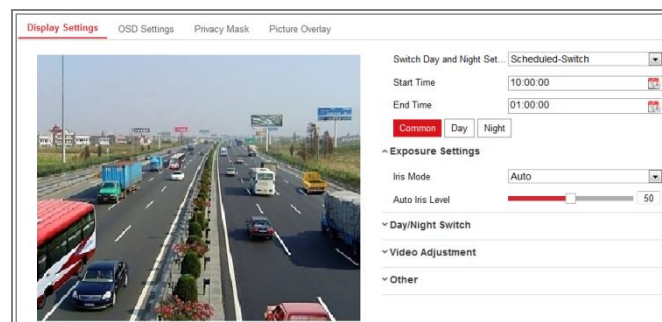 Display Settings OSD Settings Privacy Mask Picture Overlay
Switch Day and Night Set... Scheduled-Switch
Start Time 10:00:00
End Time 01:00:00
Common Day Night
Exposure Settings
Iris Mode Auto
Auto Iris Level 50
Day/Night Switch
Video Adjustment
Other